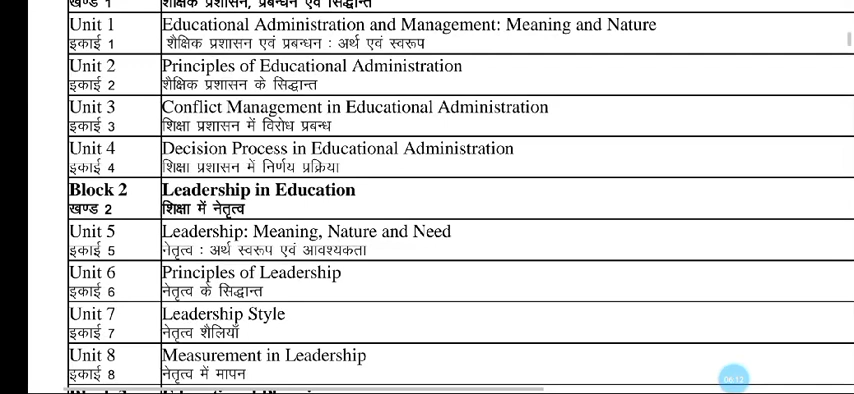 खण्ड 1 शैक्षिक प्रशासन, प्रबन्धन एवं सिद्धान्त
Unit 1 Educational Administration and Management: Meaning and Nature
इकाई 1 शैक्षिक प्रशासन एवं प्रबन्धन : अर्थ एवं स्वरूप
Unit 2 Principles of Educational Administration
इकाई 2 शैक्षिक प्रशासन के सिद्धान्त
Unit 3 Conflict Management in Educational Administration
इकाई 3 शिक्षा प्रशासन में विरोध प्रबन्ध
Unit 4 Decision Process in Educational Administration
इकाई 4 शिक्षा प्रशासन में निर्णय प्रक्रिया
Block 2 Leadership in Education
खण्ड 2 शिक्षा में नेतृत्व
Unit 5 Leadership: Meaning, Nature and Need
इकाई 5 नेतृत्व : अर्थ स्वरूप एवं आवश्यकता
Unit 6 Principles of Leadership
इकाई 6 नेतृत्व के सिद्धान्त
Unit 7 Leadership Style
इकाई 7 नेतृत्व शैलियाँ
Unit 8 Measurement in Leadership
इकाई 8 नेतृत्व में मापन
06:12